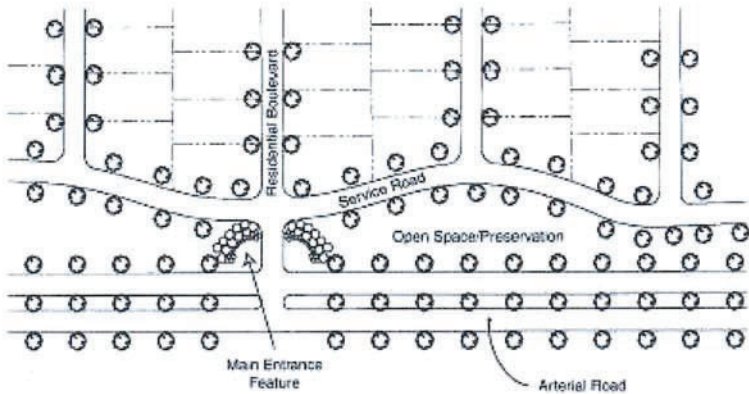 Residential Boulevard
Service Road
Open Space/Preservation
Main Entrance
Feature
Arterial Road